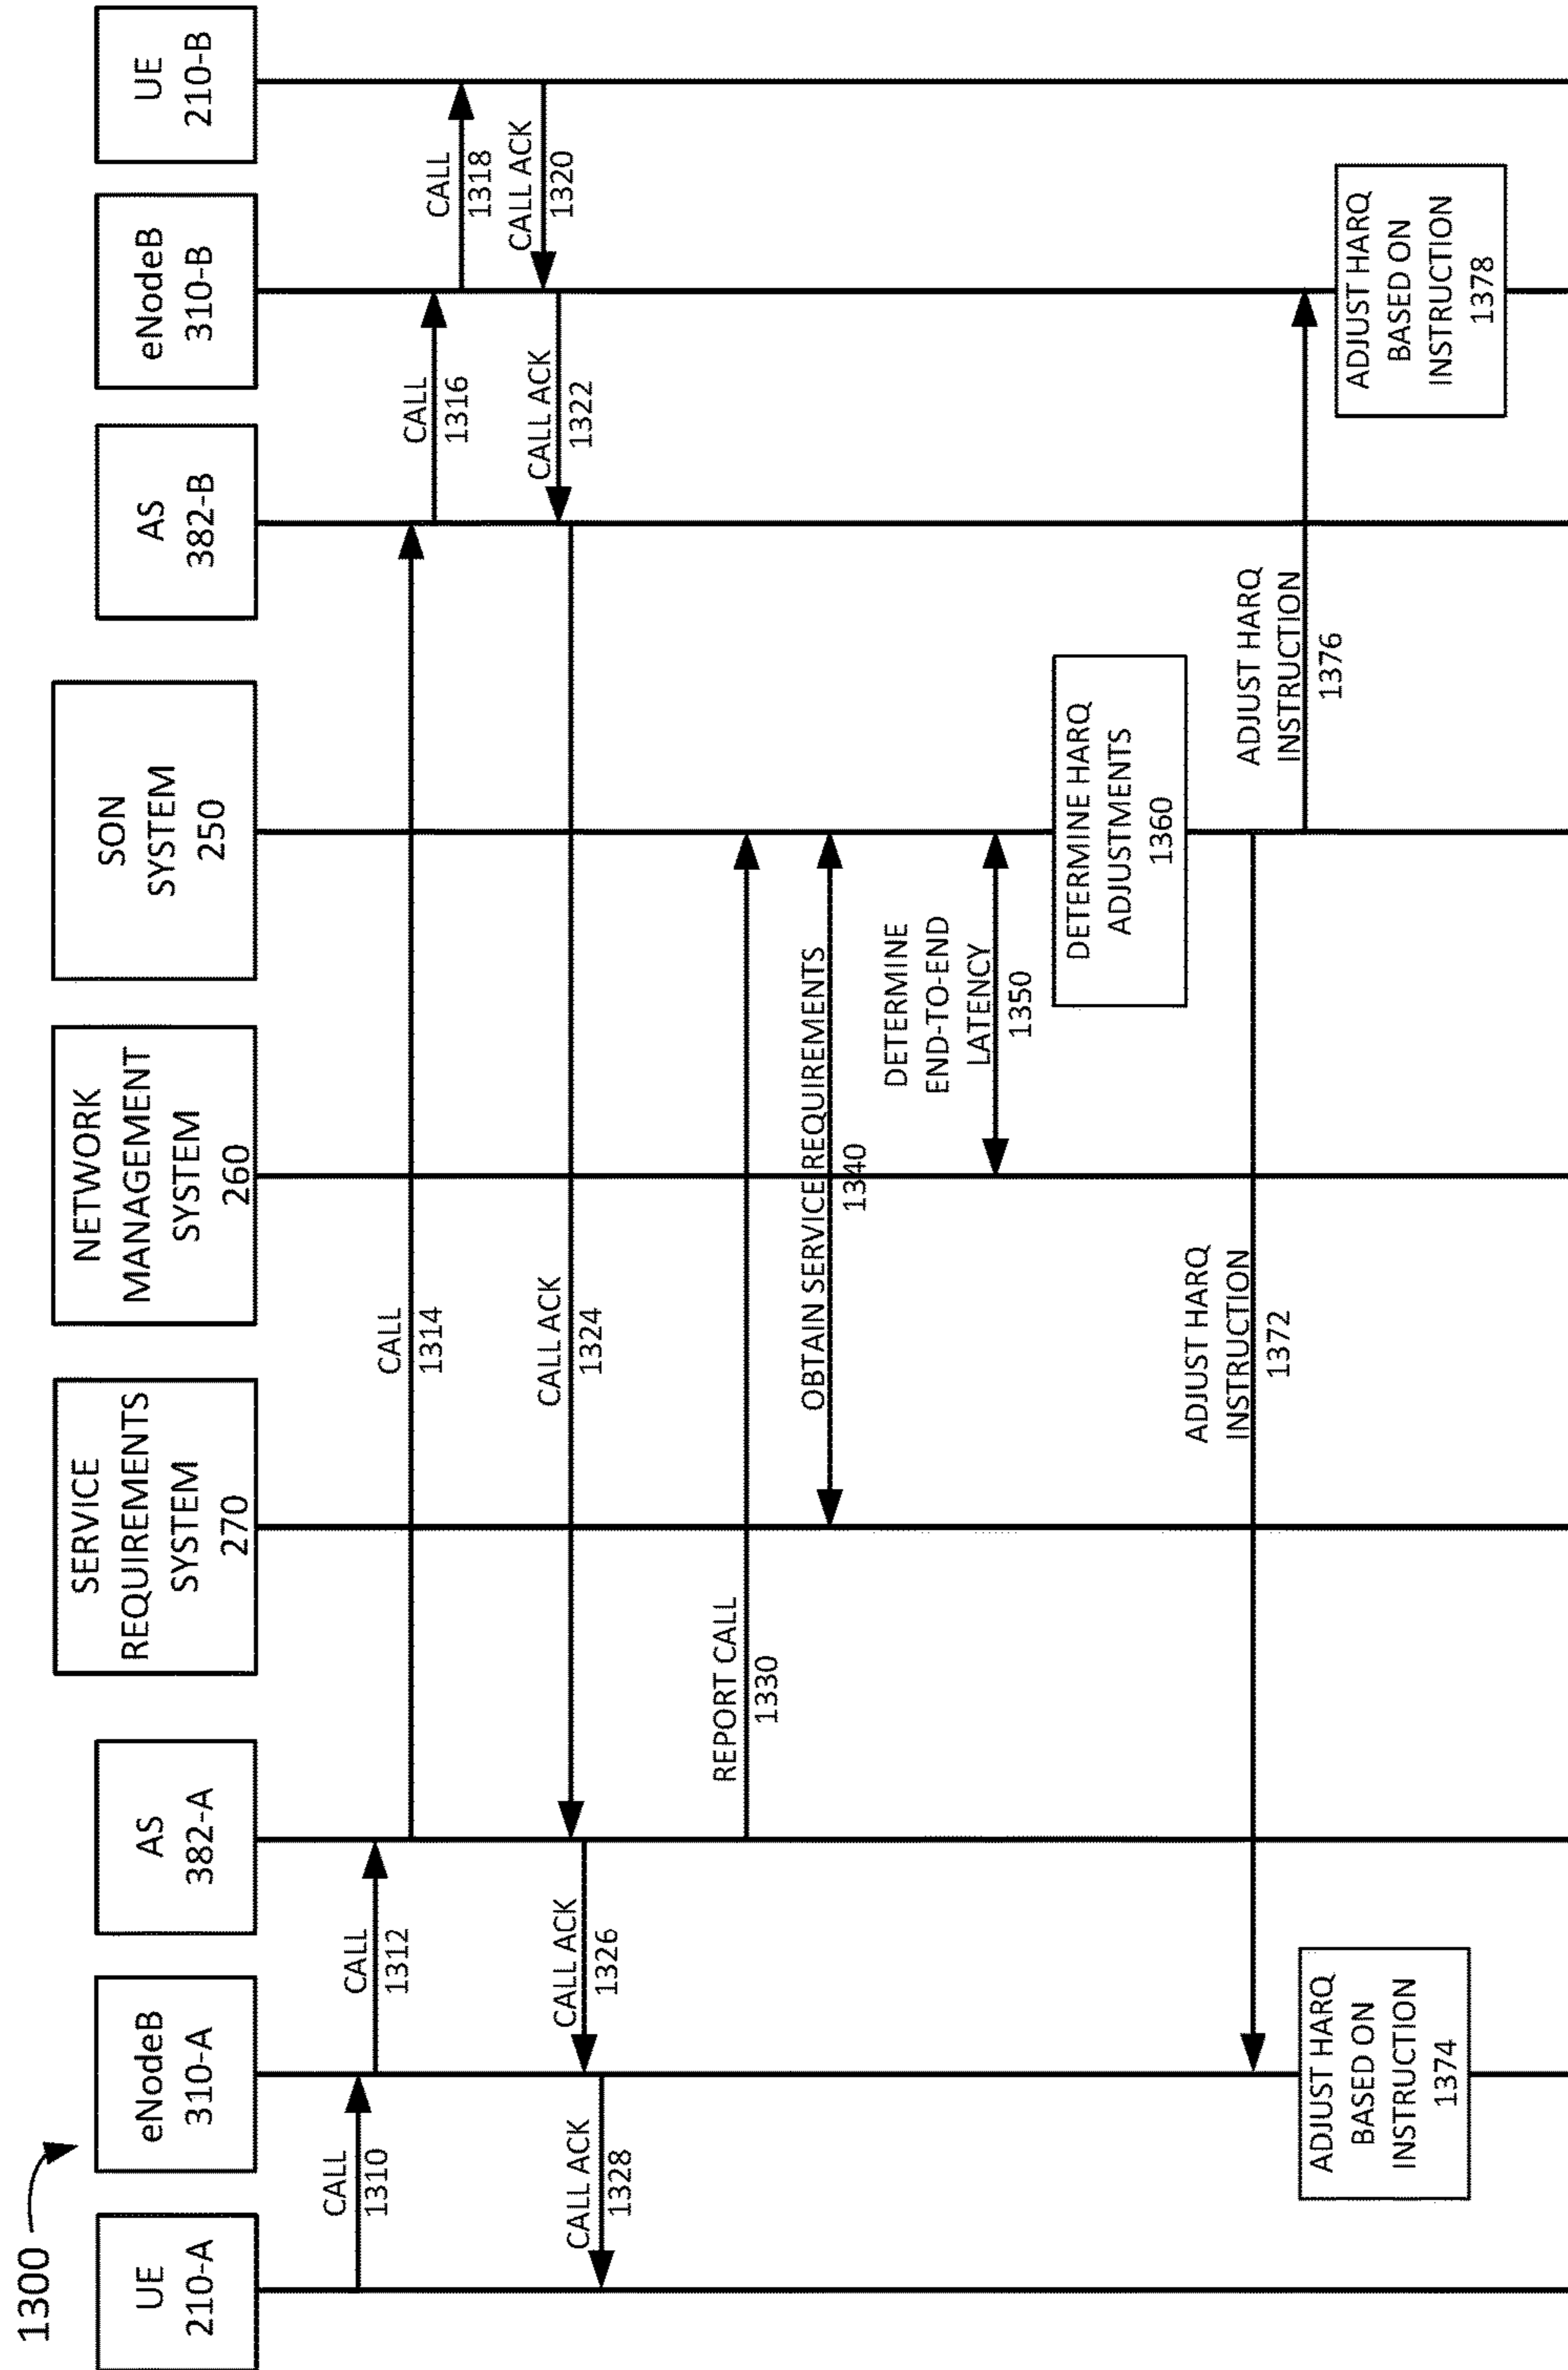 1300
UE
210-A
eNodeB
310-A
AS
382-A
SERVICE
REQUIREMENTS
SYSTEM
270
NETWORK
MANAGEMENT
SYSTEM
260
SON
SYSTEM
250
AS
382-B
eNodeB
310-B
UE
210-B
CALL
1310
CALL
1312
CALL
1314
CALL
1316
CALL
1318
CALL ACK
1320
CALL ACK
1322
CALL ACK
1324
CALL ACK
1326
CALL ACK
1328
REPORT CALL
1330
OBTAIN SERVICE REQUIREMENTS
1340
DETERMINE
END-TO-END
LATENCY
1350
DETERMINE HARQ
ADJUSTMENTS
1360
ADJUST HARQ
INSTRUCTION
1372
ADJUST HARQ
BASED ON
INSTRUCTION
1374
ADJUST HARQ
INSTRUCTION
1376
ADJUST HARQ
BASED ON
INSTRUCTION
1378